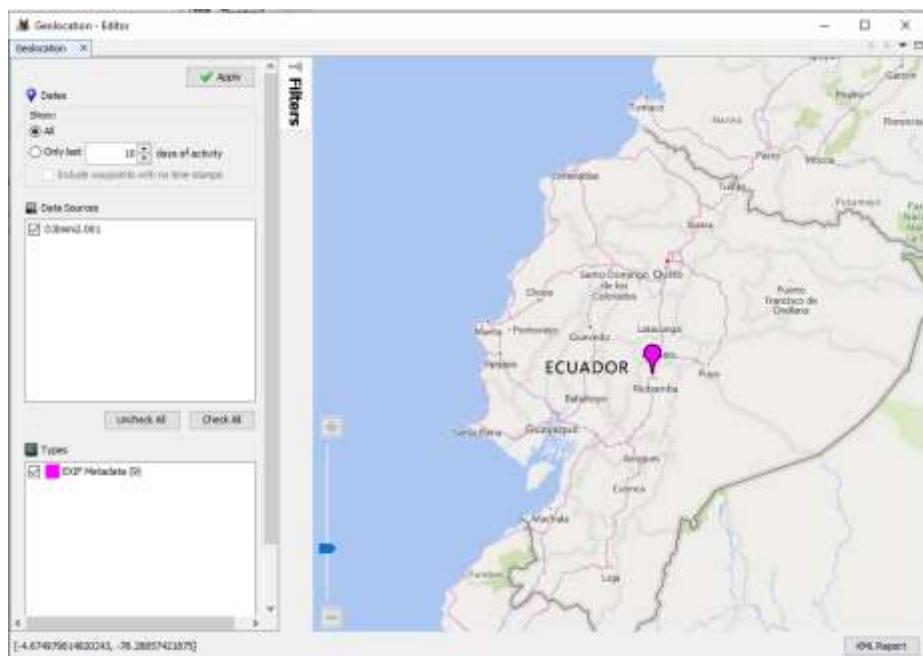 Geolocation - Editor
Geolocation ×
Apply
Dates
Show:
All
Only last 10 days of activity
Include waypoints with no time stamps
Data Sources
Uncheck All Check All
Types
EXIF Metadata (9)
Filters
Tumaco
Esmeraldas
Pasto
Mocoa
Tulcán
Putumayo
Ibarra
Santo Domingo de los Colorados
Quito
Puerto Francisco de Orellana
Chone
Manta
Portoviejo
Quevedo
Latacunga
ECUADOR
Puyo
Riobamba
Babahoyo
Santa Elena
Guayaquil
Azogues
Cuenca
Machala
Tumbes
Loja
KML Report